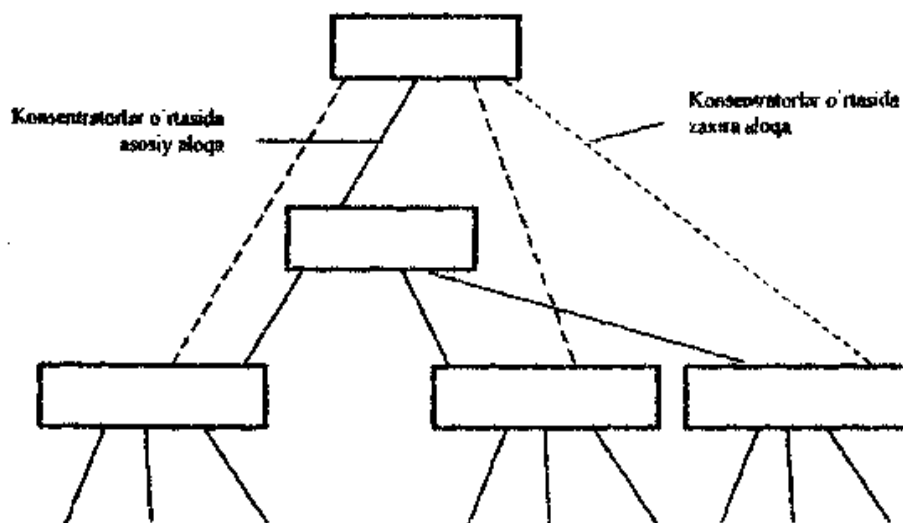 Konsentratorlar o'rtasida
asosiy aloqa
Konsentratorlar o'rtasida
zaxira aloqa